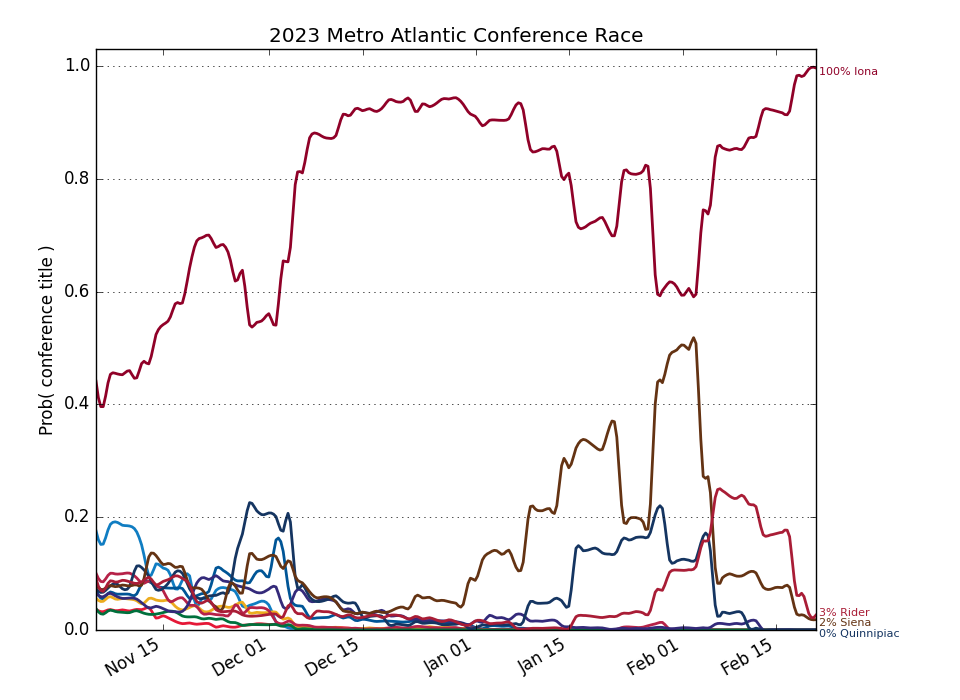 2023 Metro Atlantic Conference Race
Prob( conference title )
1.0
0.8
0.6
0.4
0.2
0.0
100% Iona
3% Rider
2% Siena
0% Quinnipiac
Nov 15
Dec 01
Dec 15
Jan 01
Jan 15
Feb 01
Feb 15